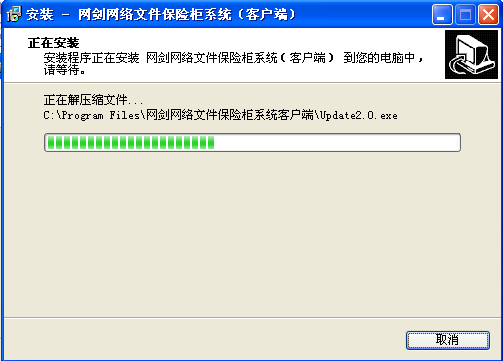 安装 - 网剑网络文件保险柜系统（客户端）
正在安装
安装程序正在安装 网剑网络文件保险柜系统(客户端) 到您的电脑中，
请等待。
正在解压缩文件...
C:\Program Files\网剑网络文件保险柜系统客户端\Update2.0.exe
取消